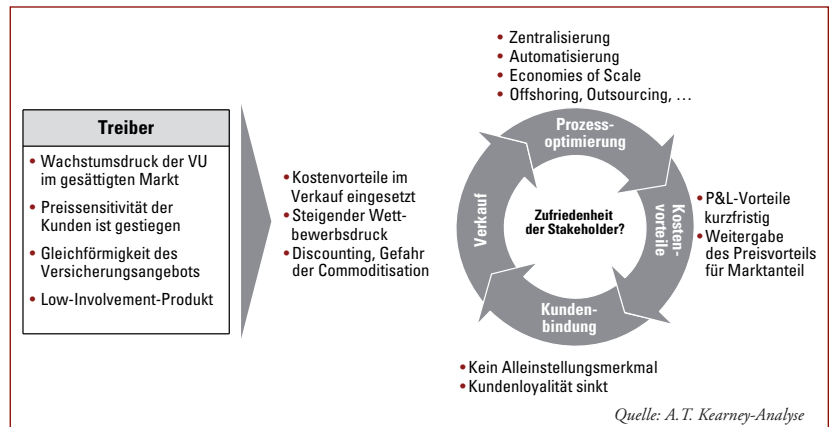 Treiber
• Wachstumsdruck der VU
im gesättigten Markt
• Preissensitivität der
Kunden ist gestiegen
• Gleichförmigkeit des
Versicherungsangebots
• Low-Involvement-Produkt
• Kostenvorteile im
Verkauf eingesetzt
• Steigender Wett-
bewerbsdruck
• Discounting, Gefahr
der Commoditisation
• Zentralisierung
• Automatisierung
• Economies of Scale
• Offshoring, Outsourcing, …
Prozess-
optimierung
Kosten-
vorteile
Kunden-
bindung
Verkauf
Zufriedenheit
der Stakeholder?
• P&L-Vorteile
kurzfristig
• Weitergabe
des Preisvorteils
für Marktanteil
• Kein Alleinstellungsmerkmal
• Kundenloyalität sinkt
Quelle: A.T. Kearney-Analyse